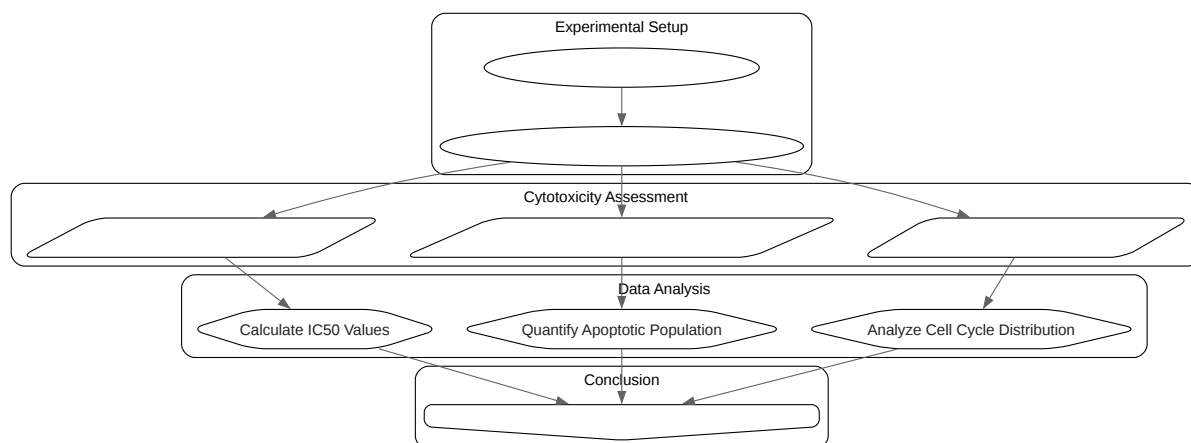 Experimental Setup
Cytotoxicity Assessment
Data Analysis
Calculate IC50 Values
Quantify Apoptotic Population
Analyze Cell Cycle Distribution
Conclusion